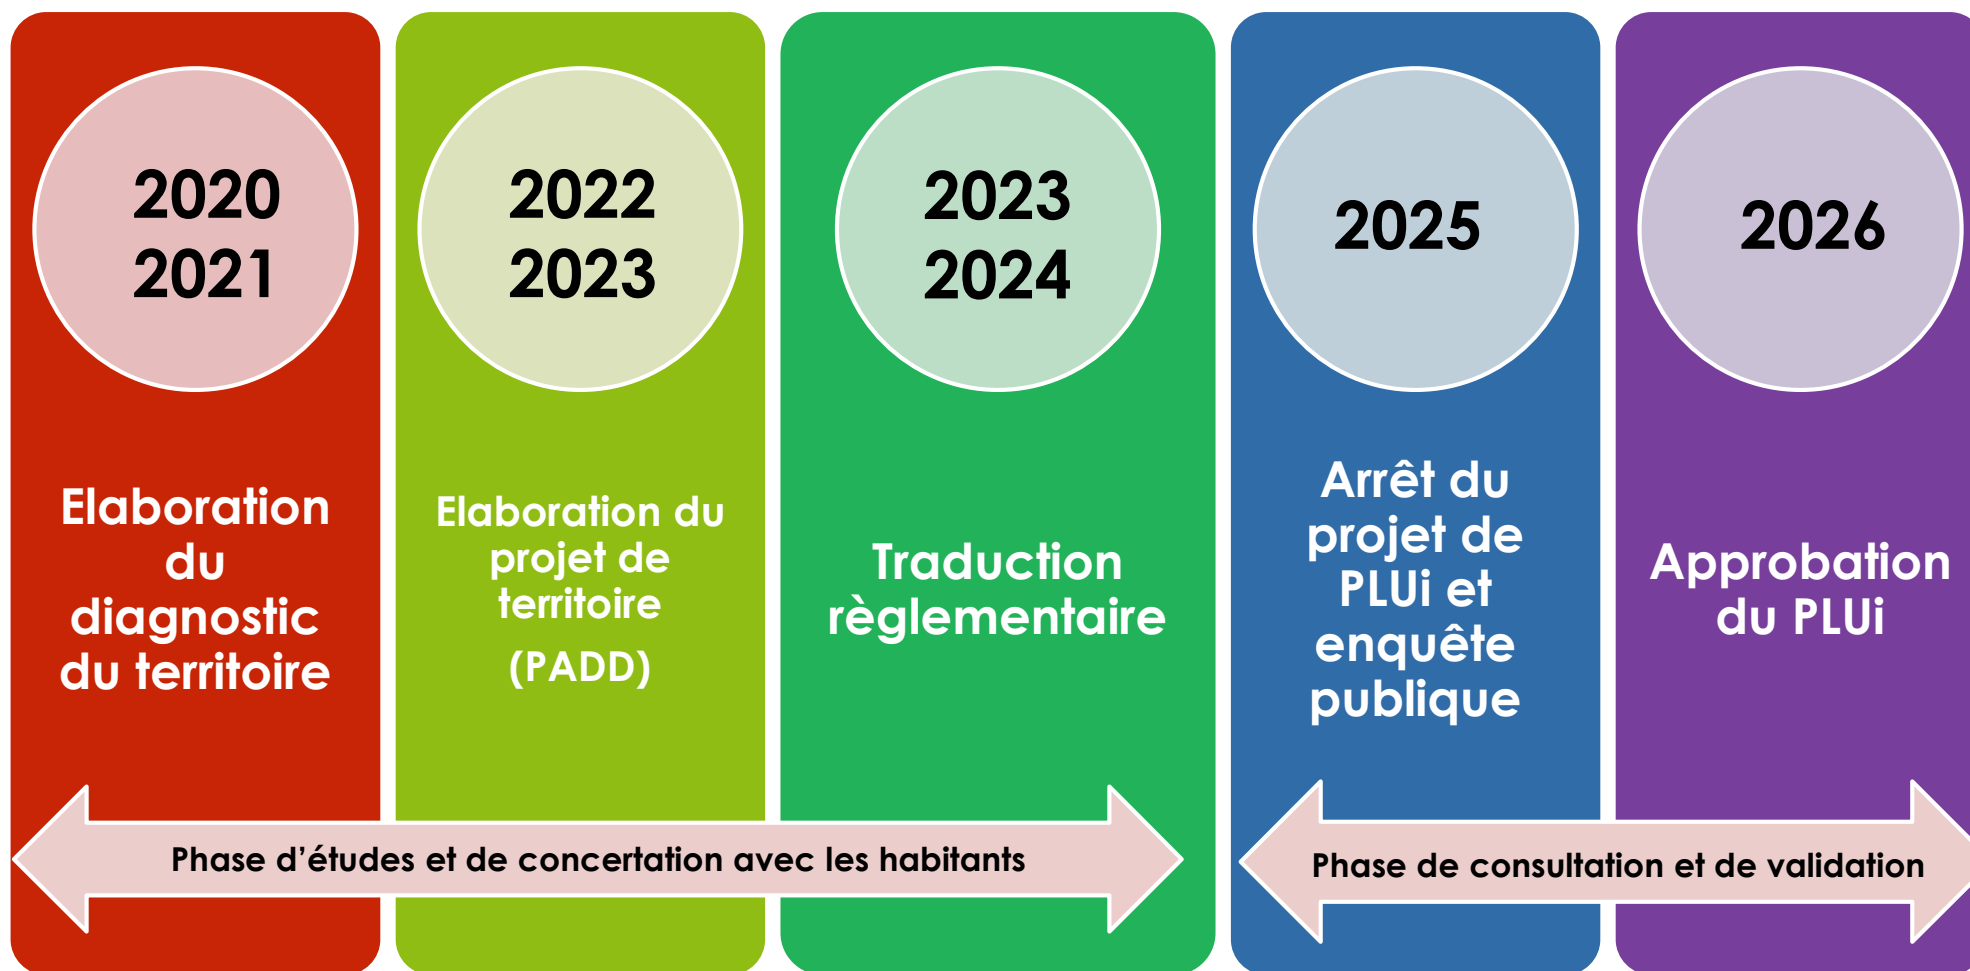 2020
2021
Elaboration
du
diagnostic
du territoire
2022
2023
Elaboration du
projet de
territoire
(PADD)
2023
2024
Traduction
règlementaire
2025
Arrêt du
projet de
PLUi et
enquête
publique
2026
Approbation
du PLUi
Phase d’études et de concertation avec les habitants
Phase de consultation et de validation